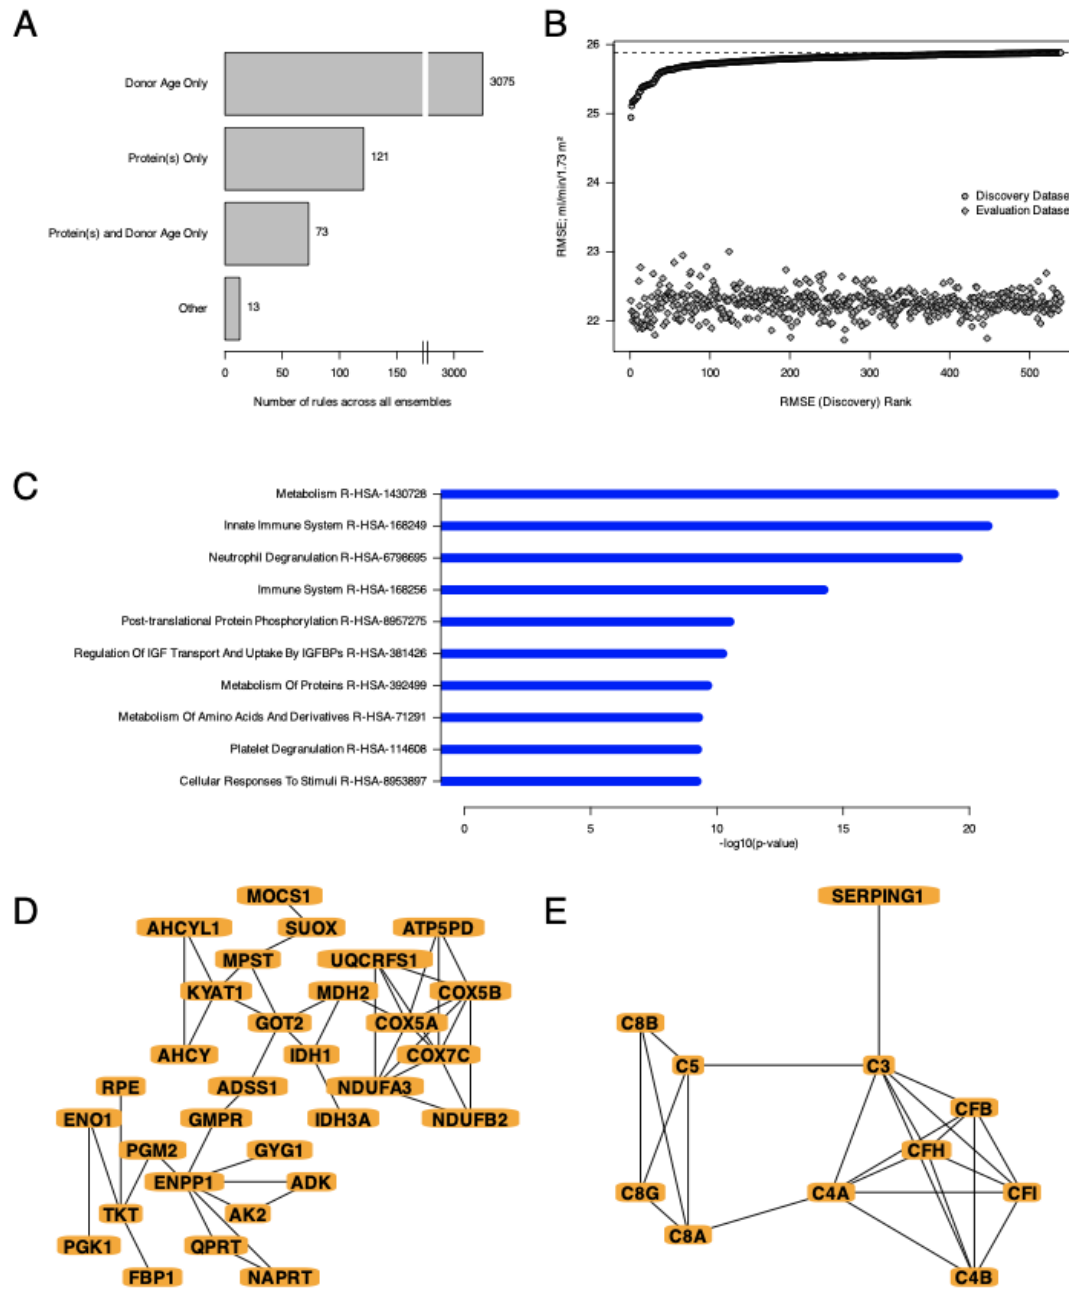 A
Donor Age Only
3075
Protein(s) Only
121
Protein(s) and Donor Age Only
73
Other
13
0 50 100 150 3000
Number of rules across all ensembles
B
26
25
24
23
22
RMSE; ml/min/1.73 m²
Discovery Datase
Evaluation Datase
0 100 200 300 400 500
RMSE (Discovery) Rank
C
Metabolism R-HSA-1430728
Innate Immune System R-HSA-168249
Neutrophil Degranulation R-HSA-6798695
Immune System R-HSA-168256
Post-translational Protein Phosphorylation R-HSA-8957275
Regulation Of IGF Transport And Uptake By IGFBPs R-HSA-381426
Metabolism Of Proteins R-HSA-392499
Metabolism Of Amino Acids And Derivatives R-HSA-71291
Platelet Degranulation R-HSA-114608
Cellular Responses To Stimuli R-HSA-8953897
0 5 10 15 20
-log10(p-value)
D
MOCS1
AHCYL1 SUOX ATP5PD
MPST UQCRFS1
KYAT1 MDH2 COX5B
GOT2 COX5A
AHCY IDH1 COX7C
RPE ADSS1 NDUFA3
ENO1 GMPR IDH3A NDUFB2
PGM2 GYG1
ENPP1 ADK
TKT AK2
PGK1 QPRT
FBP1 NAPRT
E
SERPING1
C8B
C5 C3
CFB
CFH
C8G C4A CFI
C8A
C4B